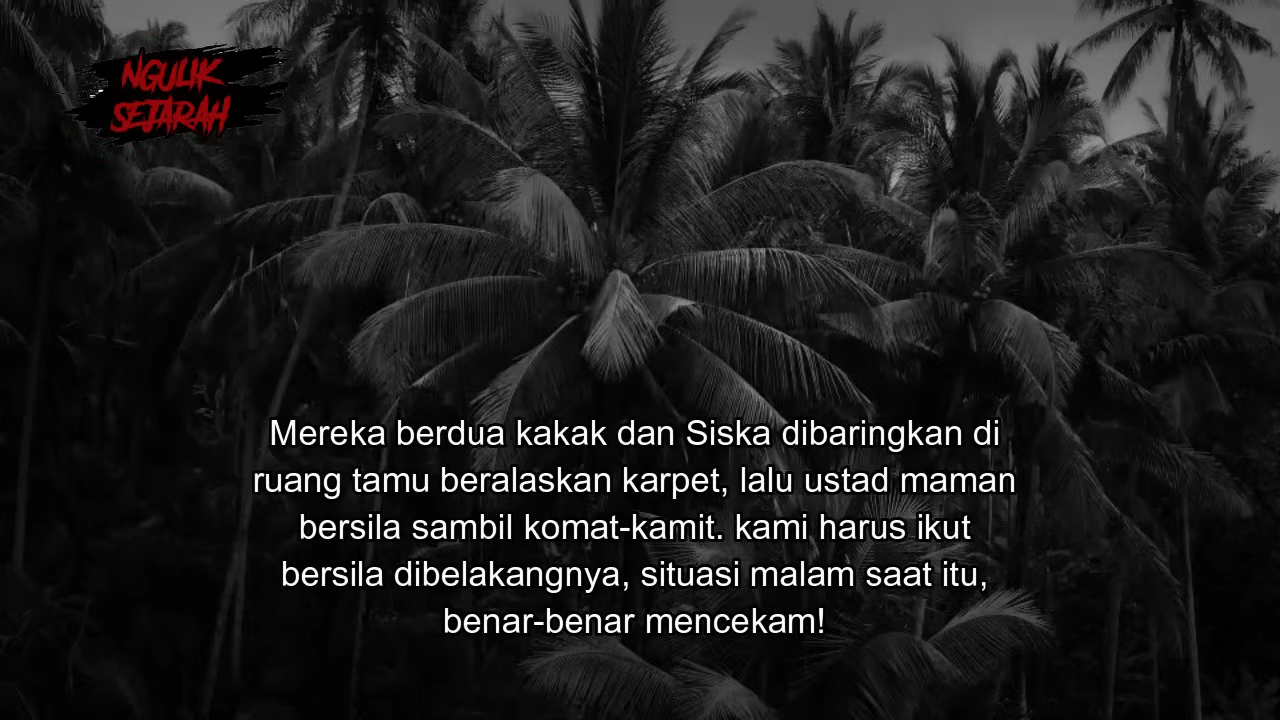 NGULIK
SEJARAH
Mereka berdua kakak dan Siska dibaringkan di
ruang tamu beralaskan karpet, lalu ustad maman
bersila sambil komat-kamit. kami harus ikut
bersila dibelakangnya, situasi malam saat itu,
benar-benar mencekam!